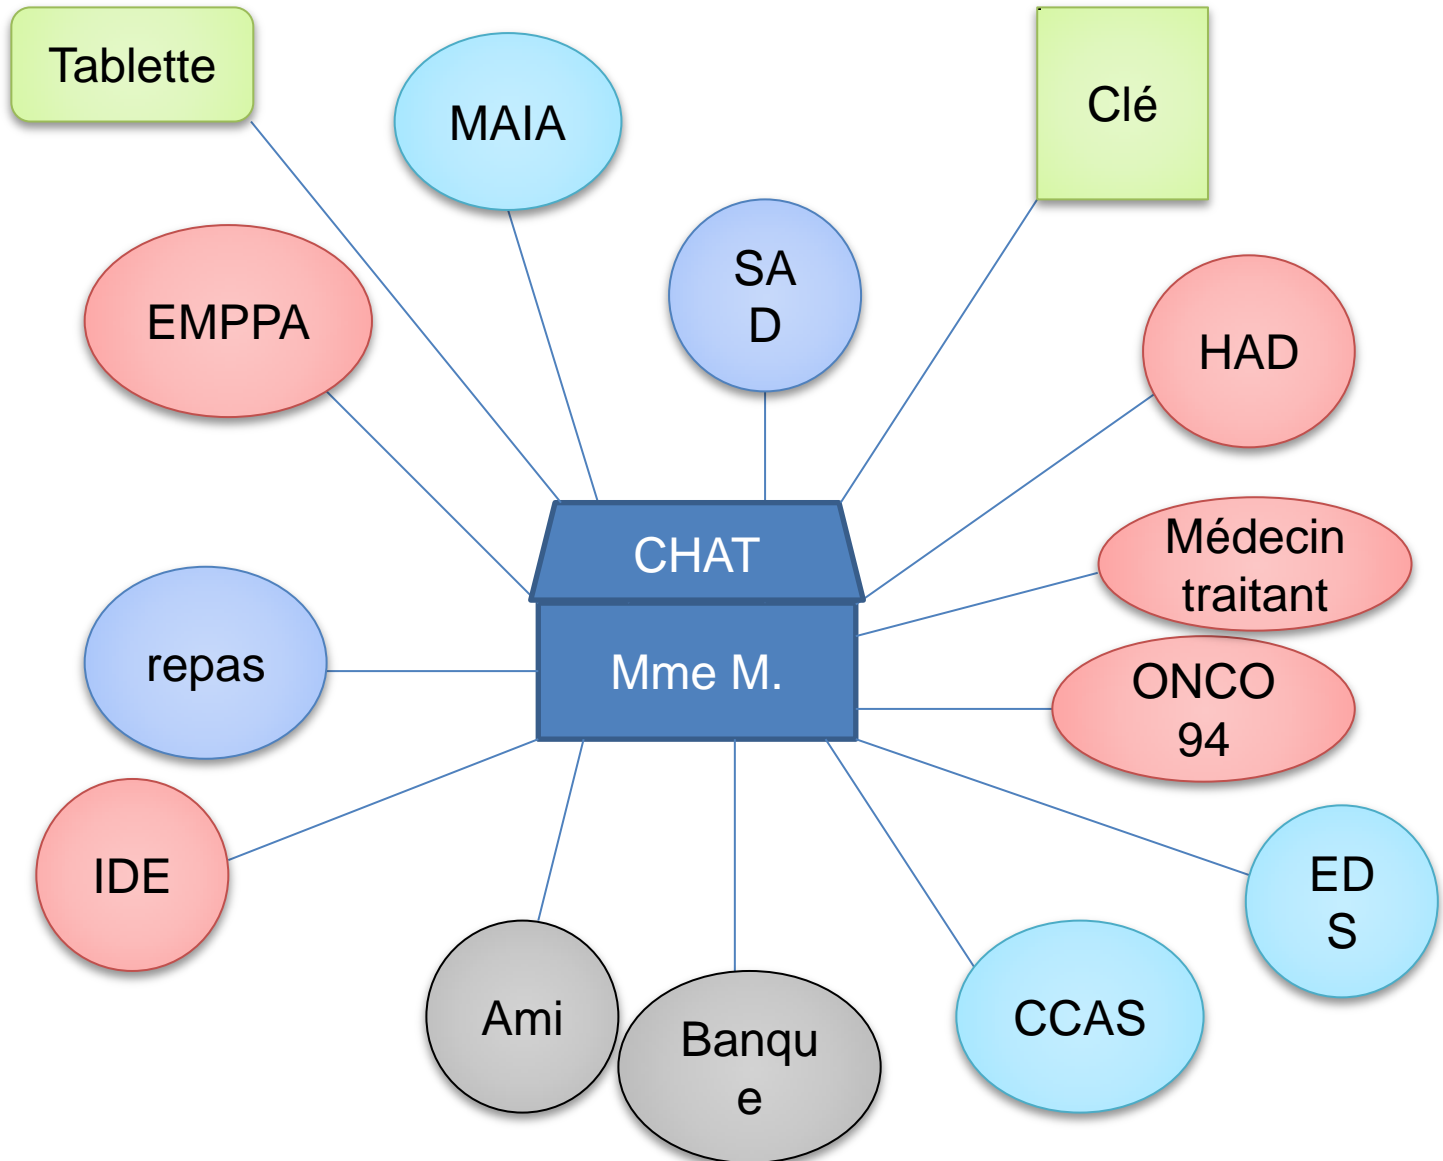 Tablette
MAIA
Clé
SA
D
EMPPA
HAD
Médecin
traitant
CHAT
Mme M.
repas
ONCO
94
IDE
ED
S
Ami
Banqu
e
CCAS